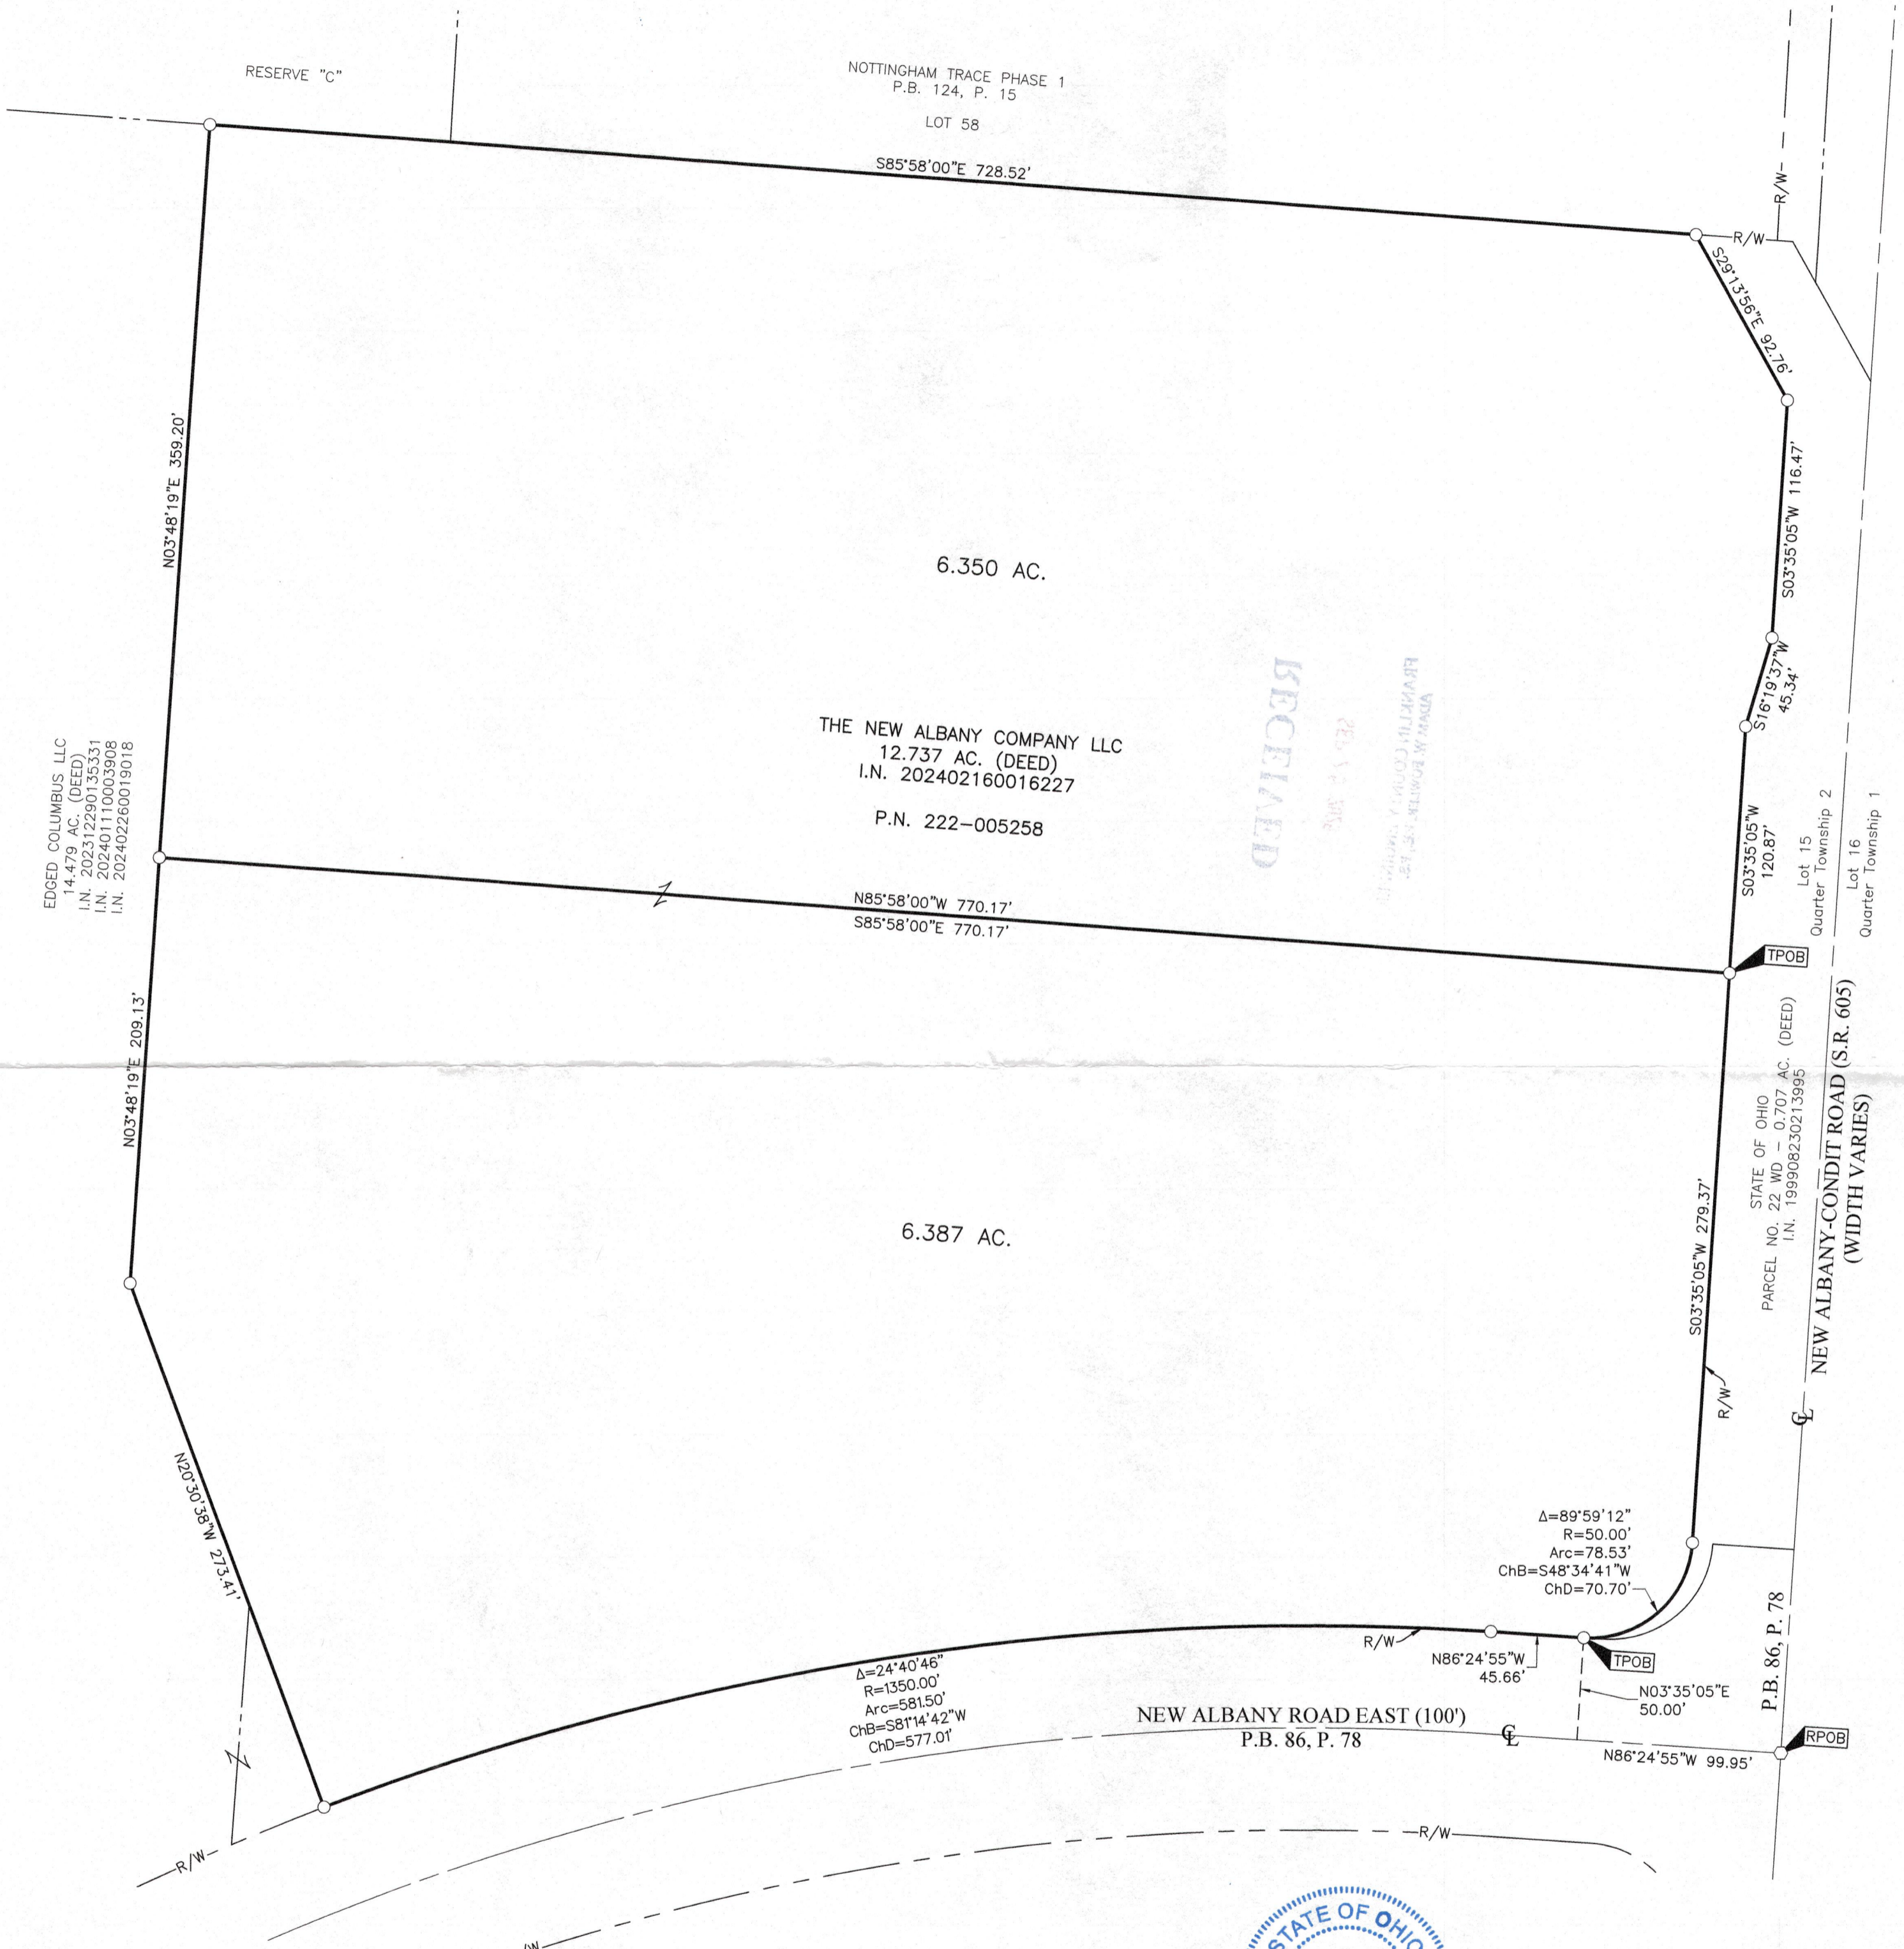 RESERVE "C"
NOTTINGHAM TRACE PHASE 1
P.B. 124, P. 15
LOT 58
S85°58'00"E 728.52'
R/W
R/W
S29°13'56"E 92.76'
N03°48'19"E 359.20'
S03°35'05"W 116.47'
6.350 AC.
S16°19'37"W
45.34'
THE NEW ALBANY COMPANY LLC
12.737 AC. (DEED)
I.N. 202402160016227
P.N. 222-005258
RECEIVED
FRANKLIN COUNTY
EDGED COLUMBUS LLC
14.479 AC. (DEED)
I.N. 202312290135331
I.N. 202401110003908
I.N. 202402260019018
S03°35'05"W
120.87'
Lot 15
Quarter Township 2
Lot 16
Quarter Township 1
N85°58'00"W 770.17'
S85°58'00"E 770.17'
TPOB
N03°48'19"E 209.13'
STATE OF OHIO
PARCEL NO. 22 WD - 0.707 AC. (DEED)
I.N. 199908230213995
NEW ALBANY-CONDIT ROAD (S.R. 605)
(WIDTH VARIES)
6.387 AC.
S03°35'05"W 279.37'
R/W
℄
N20°30'38"W 273.41'
Δ=89°59'12"
R=50.00'
Arc=78.53'
ChB=S48°34'41"W
ChD=70.70'
P.B. 86, P. 78
R/W
N86°24'55"W
45.66'
TPOB
N03°35'05"E
50.00'
Δ=24°40'46"
R=1350.00'
Arc=581.50'
ChB=S81°14'42"W
ChD=577.01'
NEW ALBANY ROAD EAST (100')
P.B. 86, P. 78
℄
RPOB
N86°24'55"W 99.95'
R/W
R/W
STATE OF OHIO